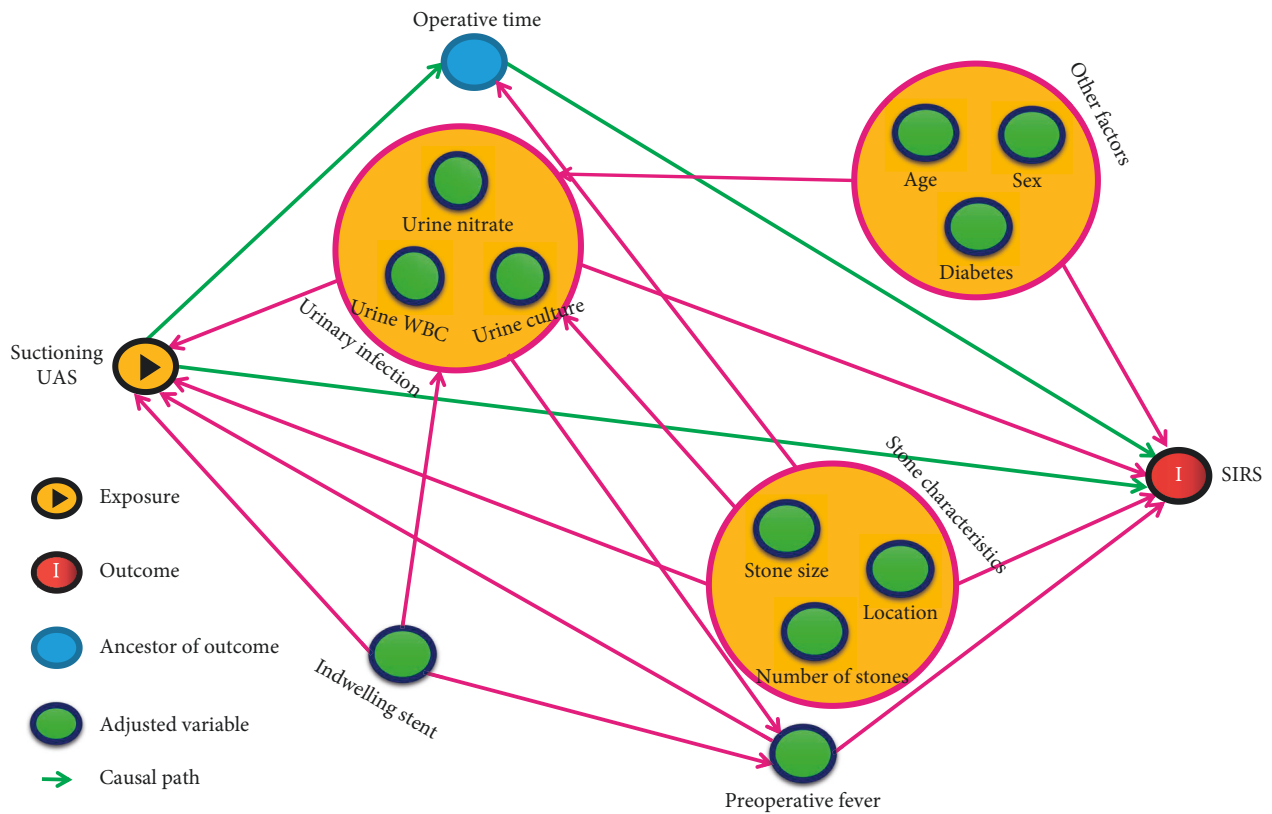 Operative time
Other factors
Age
Sex
Diabetes
Urine nitrate
Urine WBC
Urine culture
Urinary infection
Suctioning
UAS
Stone characteristics
Stone size
Location
Number of stones
I
SIRS
Exposure
I
Outcome
Ancestor of outcome
Adjusted variable
Causal path
Indwelling stent
Preoperative fever